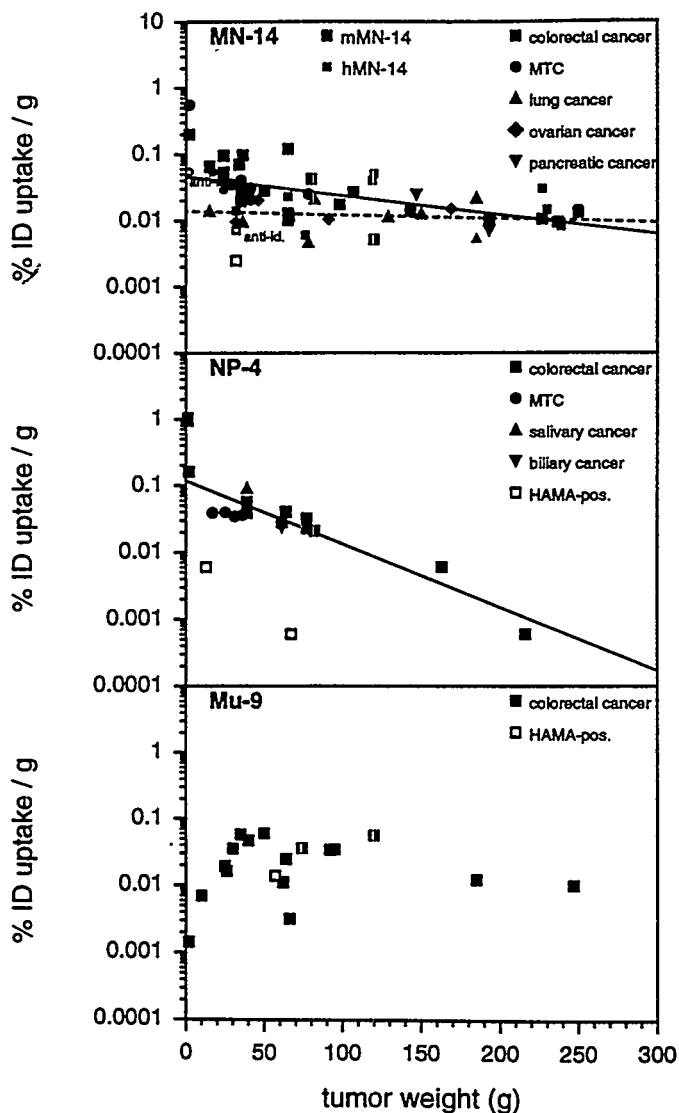 MN-14
mMN-14
hMN-14
colorectal cancer
MTC
lung cancer
ovarian cancer
pancreatic cancer
10
1
0.1
0.01
0.001
0.0001
% ID uptake / g
anti
anti-id.
NP-4
colorectal cancer
MTC
salivary cancer
biliary cancer
HAMA-pos.
1
0.1
0.01
0.001
0.0001
% ID uptake / g
Mu-9
colorectal cancer
HAMA-pos.
1
0.1
0.01
0.001
0.0001
% ID uptake / g
0 50 100 150 200 250 300
tumor weight (g)